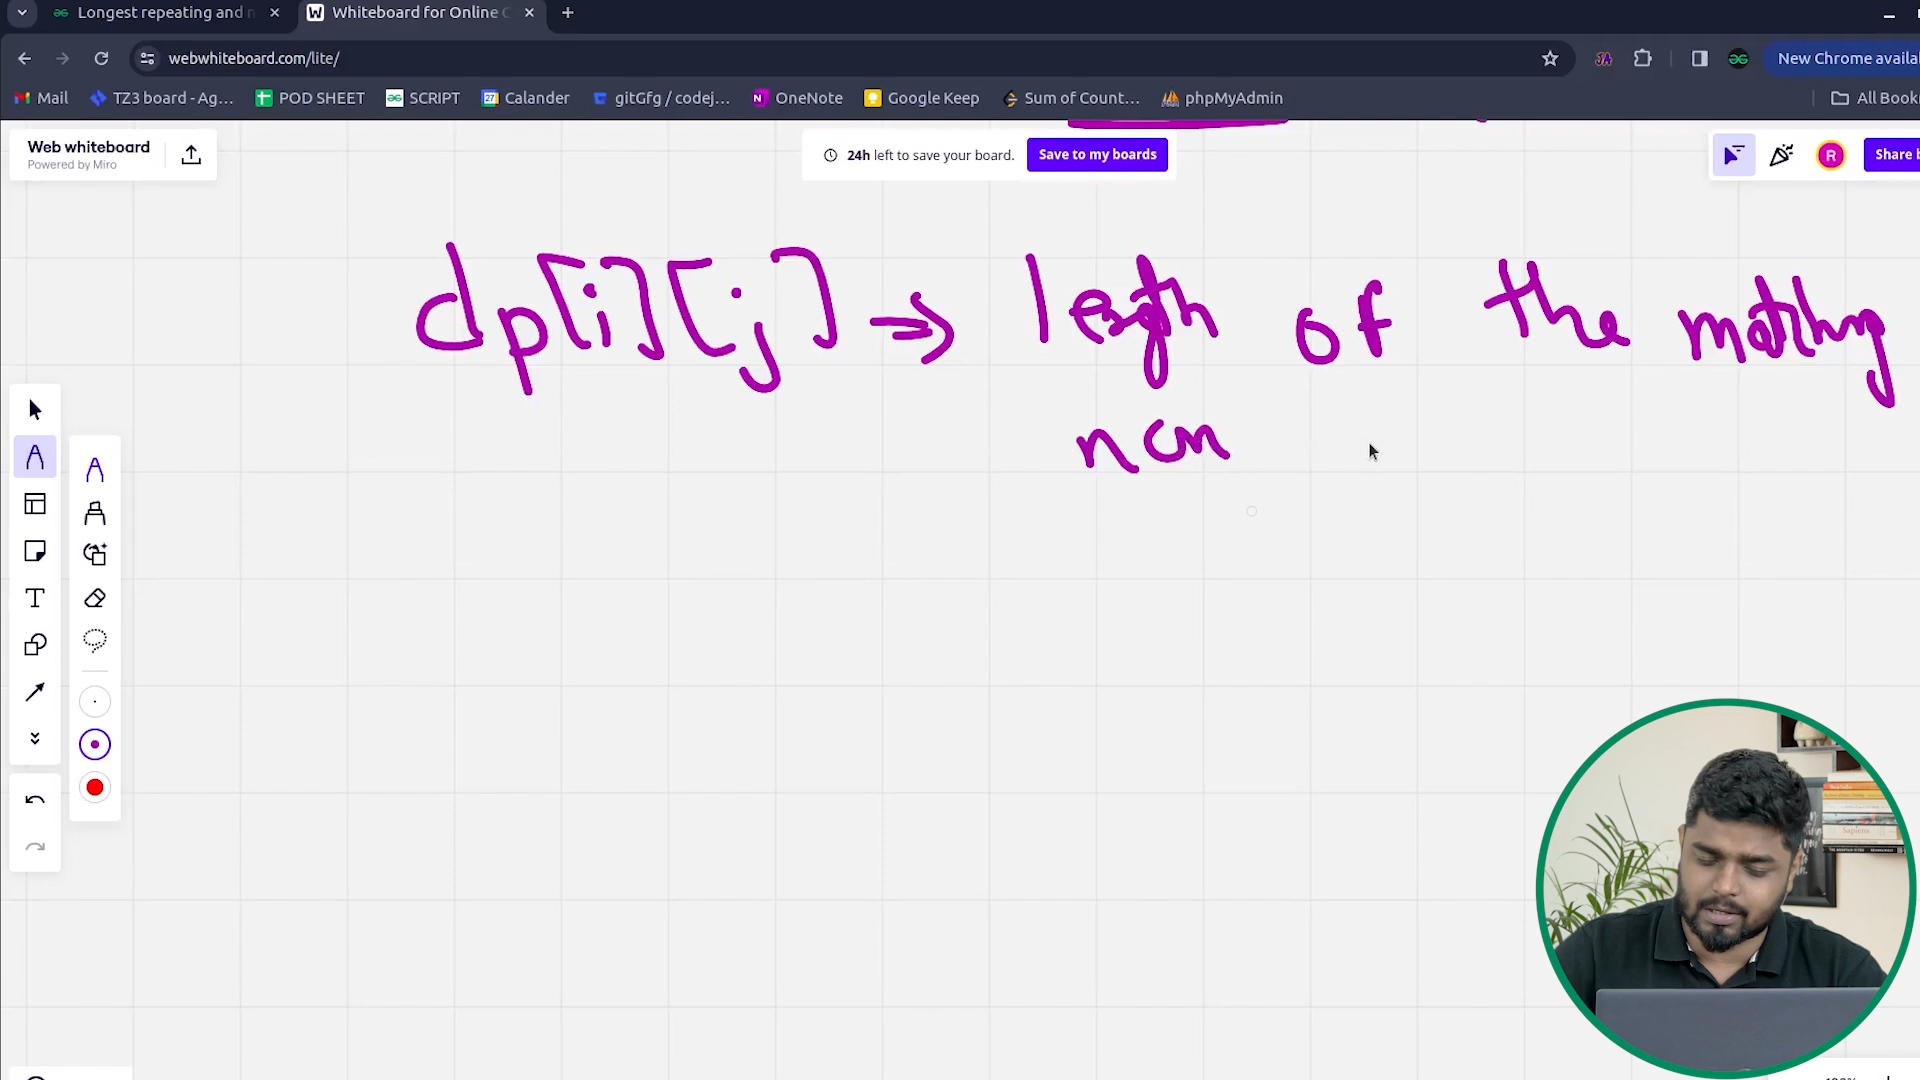 Longest repeating and n
Whiteboard for Online C
webwhiteboard.com/lite/
New Chrome availa
Mail
TZ3 board - Ag...
POD SHEET
SCRIPT
Calander
gitGfg / codej...
OneNote
Google Keep
Sum of Count...
phpMyAdmin
All Book
Web whiteboard
Powered by Miro
24h left to save your board.
Save to my boards
R
Share b
dp[i][j] → length of the matching
non
Sapiens